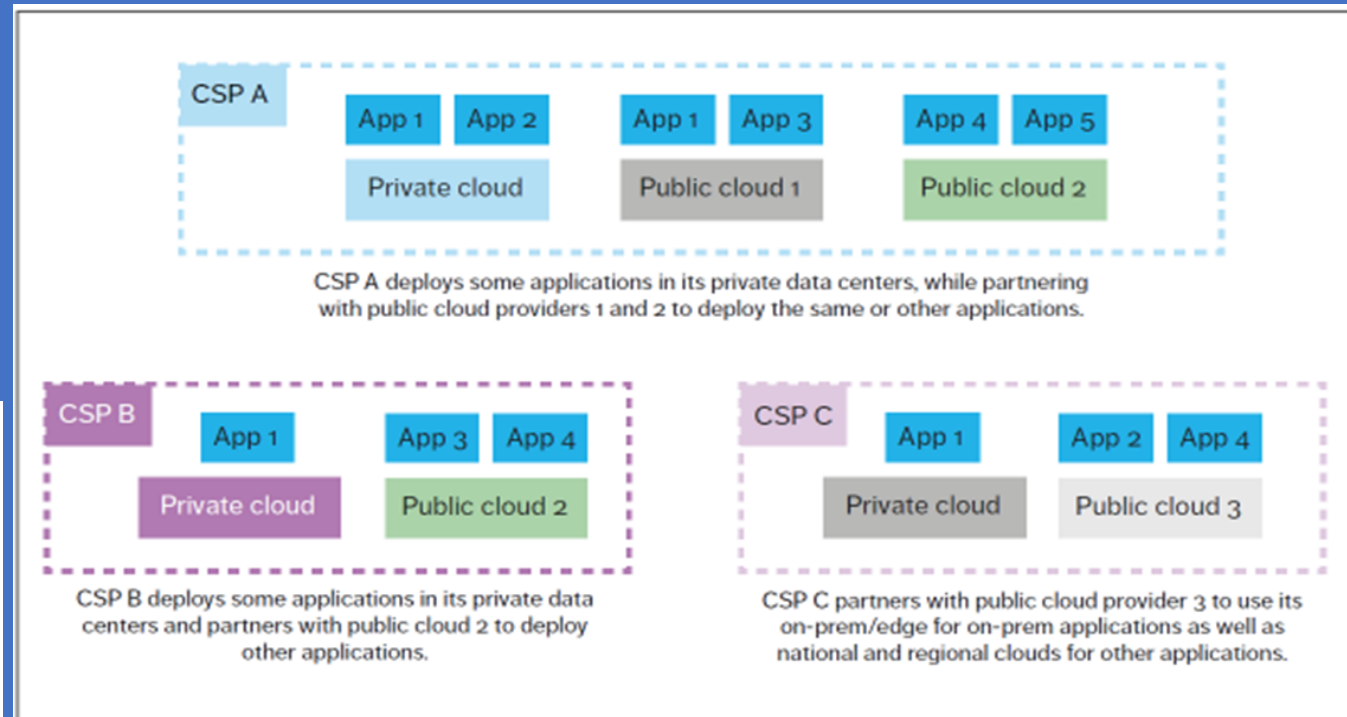 CSP A
App 1 App 2 App 1 App 3 App 4 App 5
Private cloud Public cloud 1 Public cloud 2
CSP A deploys some applications in its private data centers, while partnering
with public cloud providers 1 and 2 to deploy the same or other applications.
CSP B
App 1 App 3 App 4
Private cloud Public cloud 2
CSP B deploys some applications in its private data
centers and partners with public cloud 2 to deploy
other applications.
CSP C
App 1 App 2 App 4
Private cloud Public cloud 3
CSP C partners with public cloud provider 3 to use its
on-prem/edge for on-prem applications as well as
national and regional clouds for other applications.